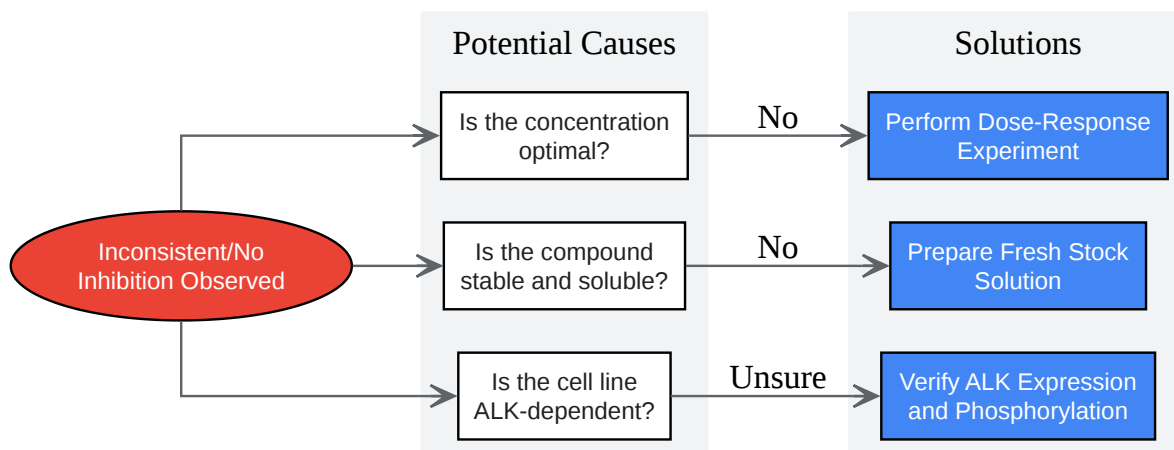 Potential Causes
Solutions
Is the concentration
optimal?
No
Perform Dose-Response
Experiment
Inconsistent/No
Inhibition Observed
Is the compound
stable and soluble?
No
Prepare Fresh Stock
Solution
Is the cell line
ALK-dependent?
Unsure
Verify ALK Expression
and Phosphorylation